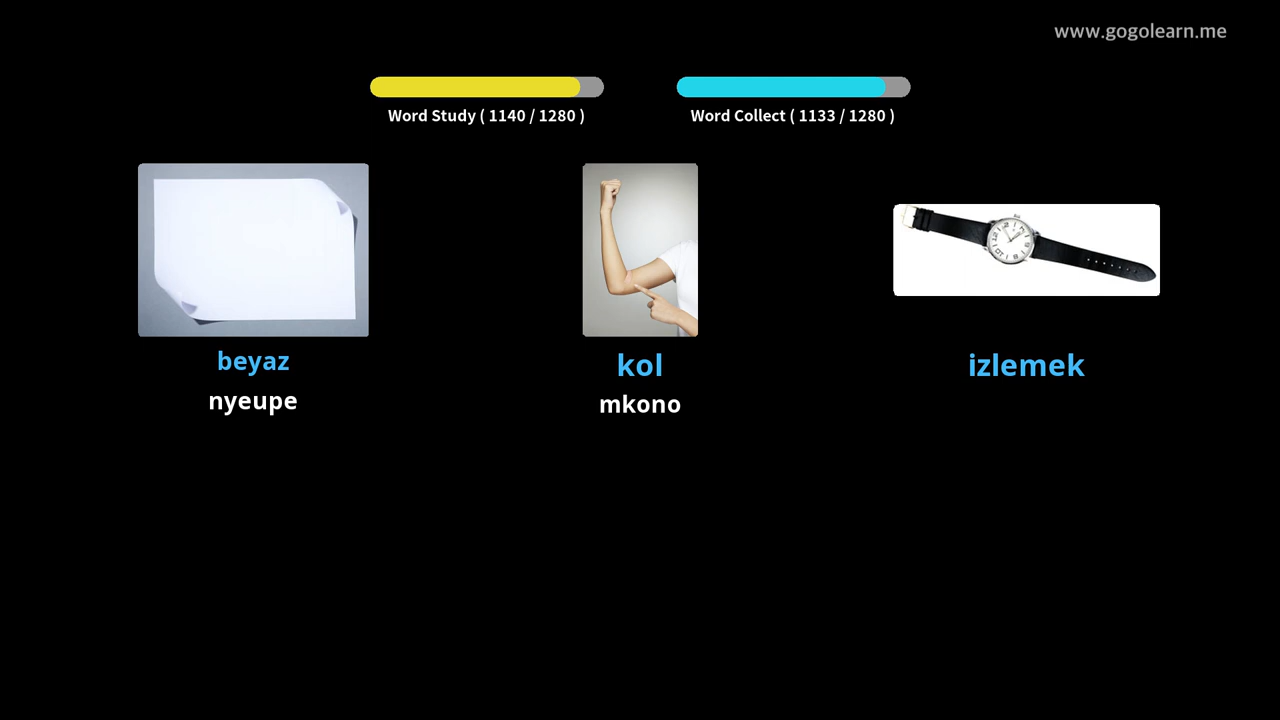 www.gogolearn.me
Word Study ( 1140 / 1280 )
Word Collect ( 1133 / 1280 )
beyaz
nyeupe
kol
mkono
izlemek